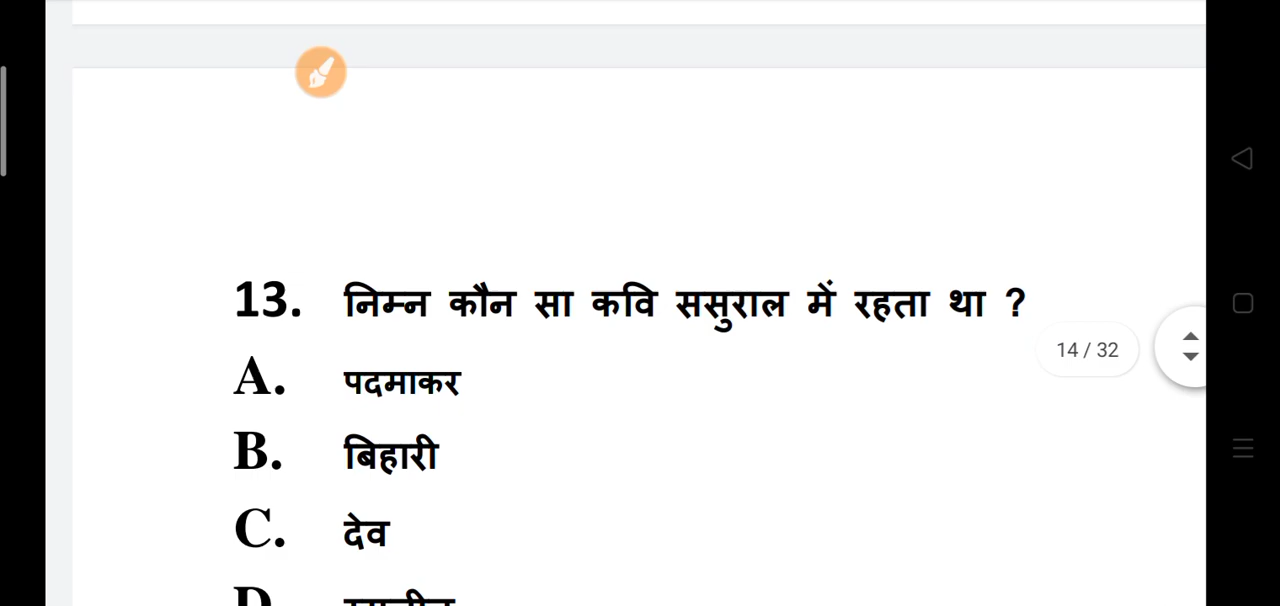 13. निम्न कौन सा कवि ससुराल में रहता था ?
14 / 32
A. पदमाकर
B. बिहारी
C. देव
D.